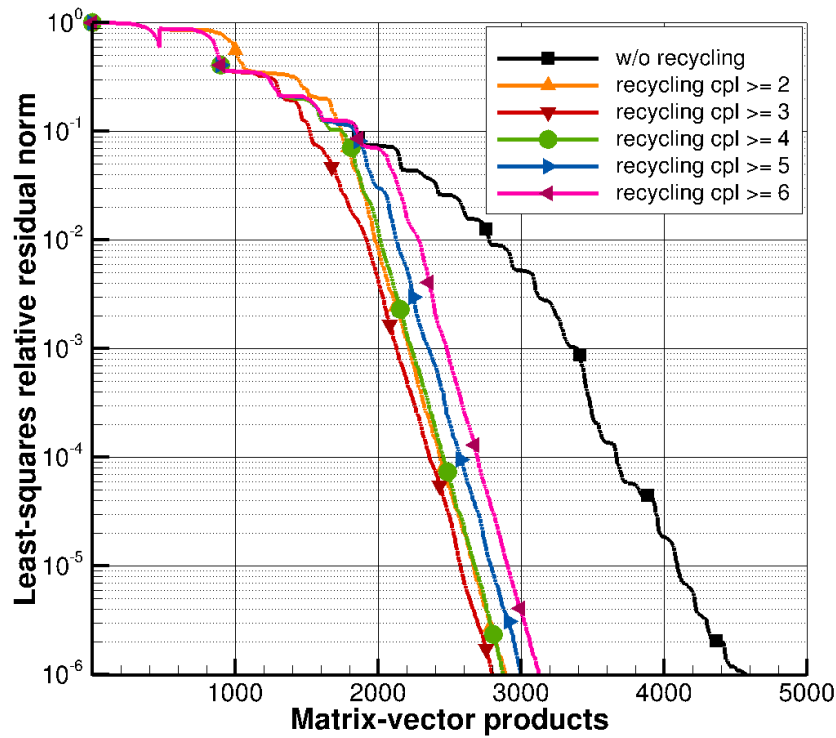 Least-squares relative residual norm
10^0
10^-1
10^-2
10^-3
10^-4
10^-5
10^-6
w/o recycling
recycling cpl >= 2
recycling cpl >= 3
recycling cpl >= 4
recycling cpl >= 5
recycling cpl >= 6
1000 2000 3000 4000 5000
Matrix-vector products